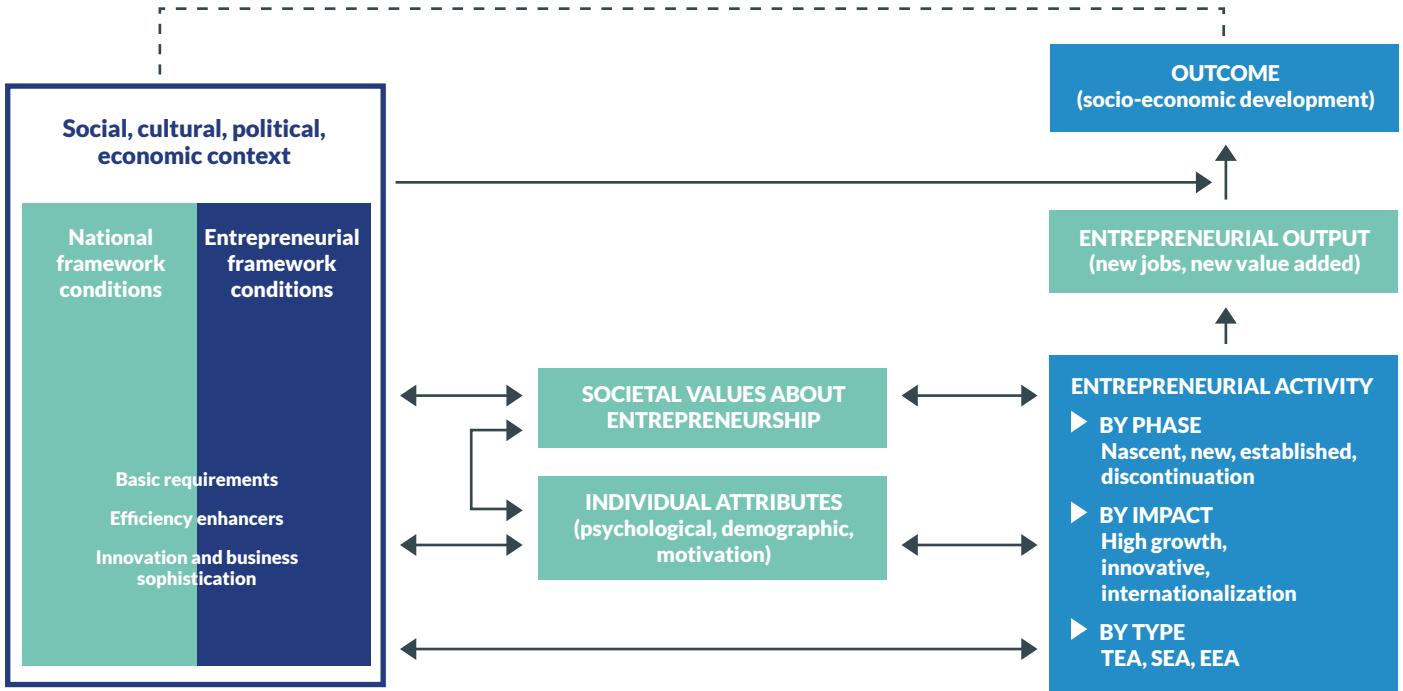 Social, cultural, political,
economic context
National
framework
conditions
Entrepreneurial
framework
conditions
Basic requirements
Efficiency enhancers
Innovation and business
sophistication
SOCIETAL VALUES ABOUT
ENTREPRENEURSHIP
INDIVIDUAL ATTRIBUTES
(psychological, demographic,
motivation)
OUTCOME
(socio-economic development)
ENTREPRENEURIAL OUTPUT
(new jobs, new value added)
ENTREPRENEURIAL ACTIVITY
BY PHASE
Nascent, new, established,
discontinuation
BY IMPACT
High growth,
innovative,
internationalization
BY TYPE
TEA, SEA, EEA